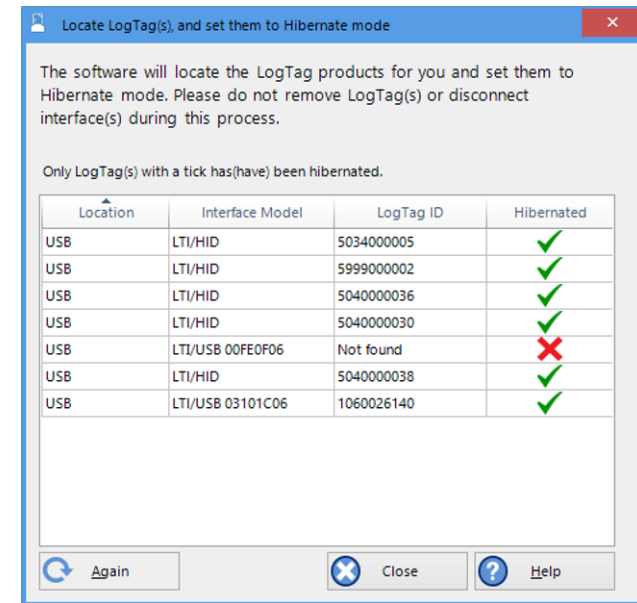 Locate LogTag(s), and set them to Hibernate mode
The software will locate the LogTag products for you and set them to
Hibernate mode. Please do not remove LogTag(s) or disconnect
interface(s) during this process.
Only LogTag(s) with a tick has(have) been hibernated.
Location Interface Model LogTag ID Hibernated
USB LTI/HID 5034000005
USB LTI/HID 5999000002
USB LTI/HID 5040000036
USB LTI/HID 5040000030
USB LTI/USB 00FE0F06 Not found
USB LTI/HID 5040000038
USB LTI/USB 03101C06 1060026140
Again Close Help